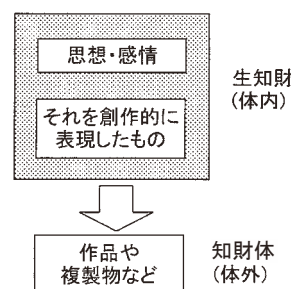 思想・感情
それを創作的に
表現したもの
生知財
(体内)
作品や
複製物など
知財体
(体外)